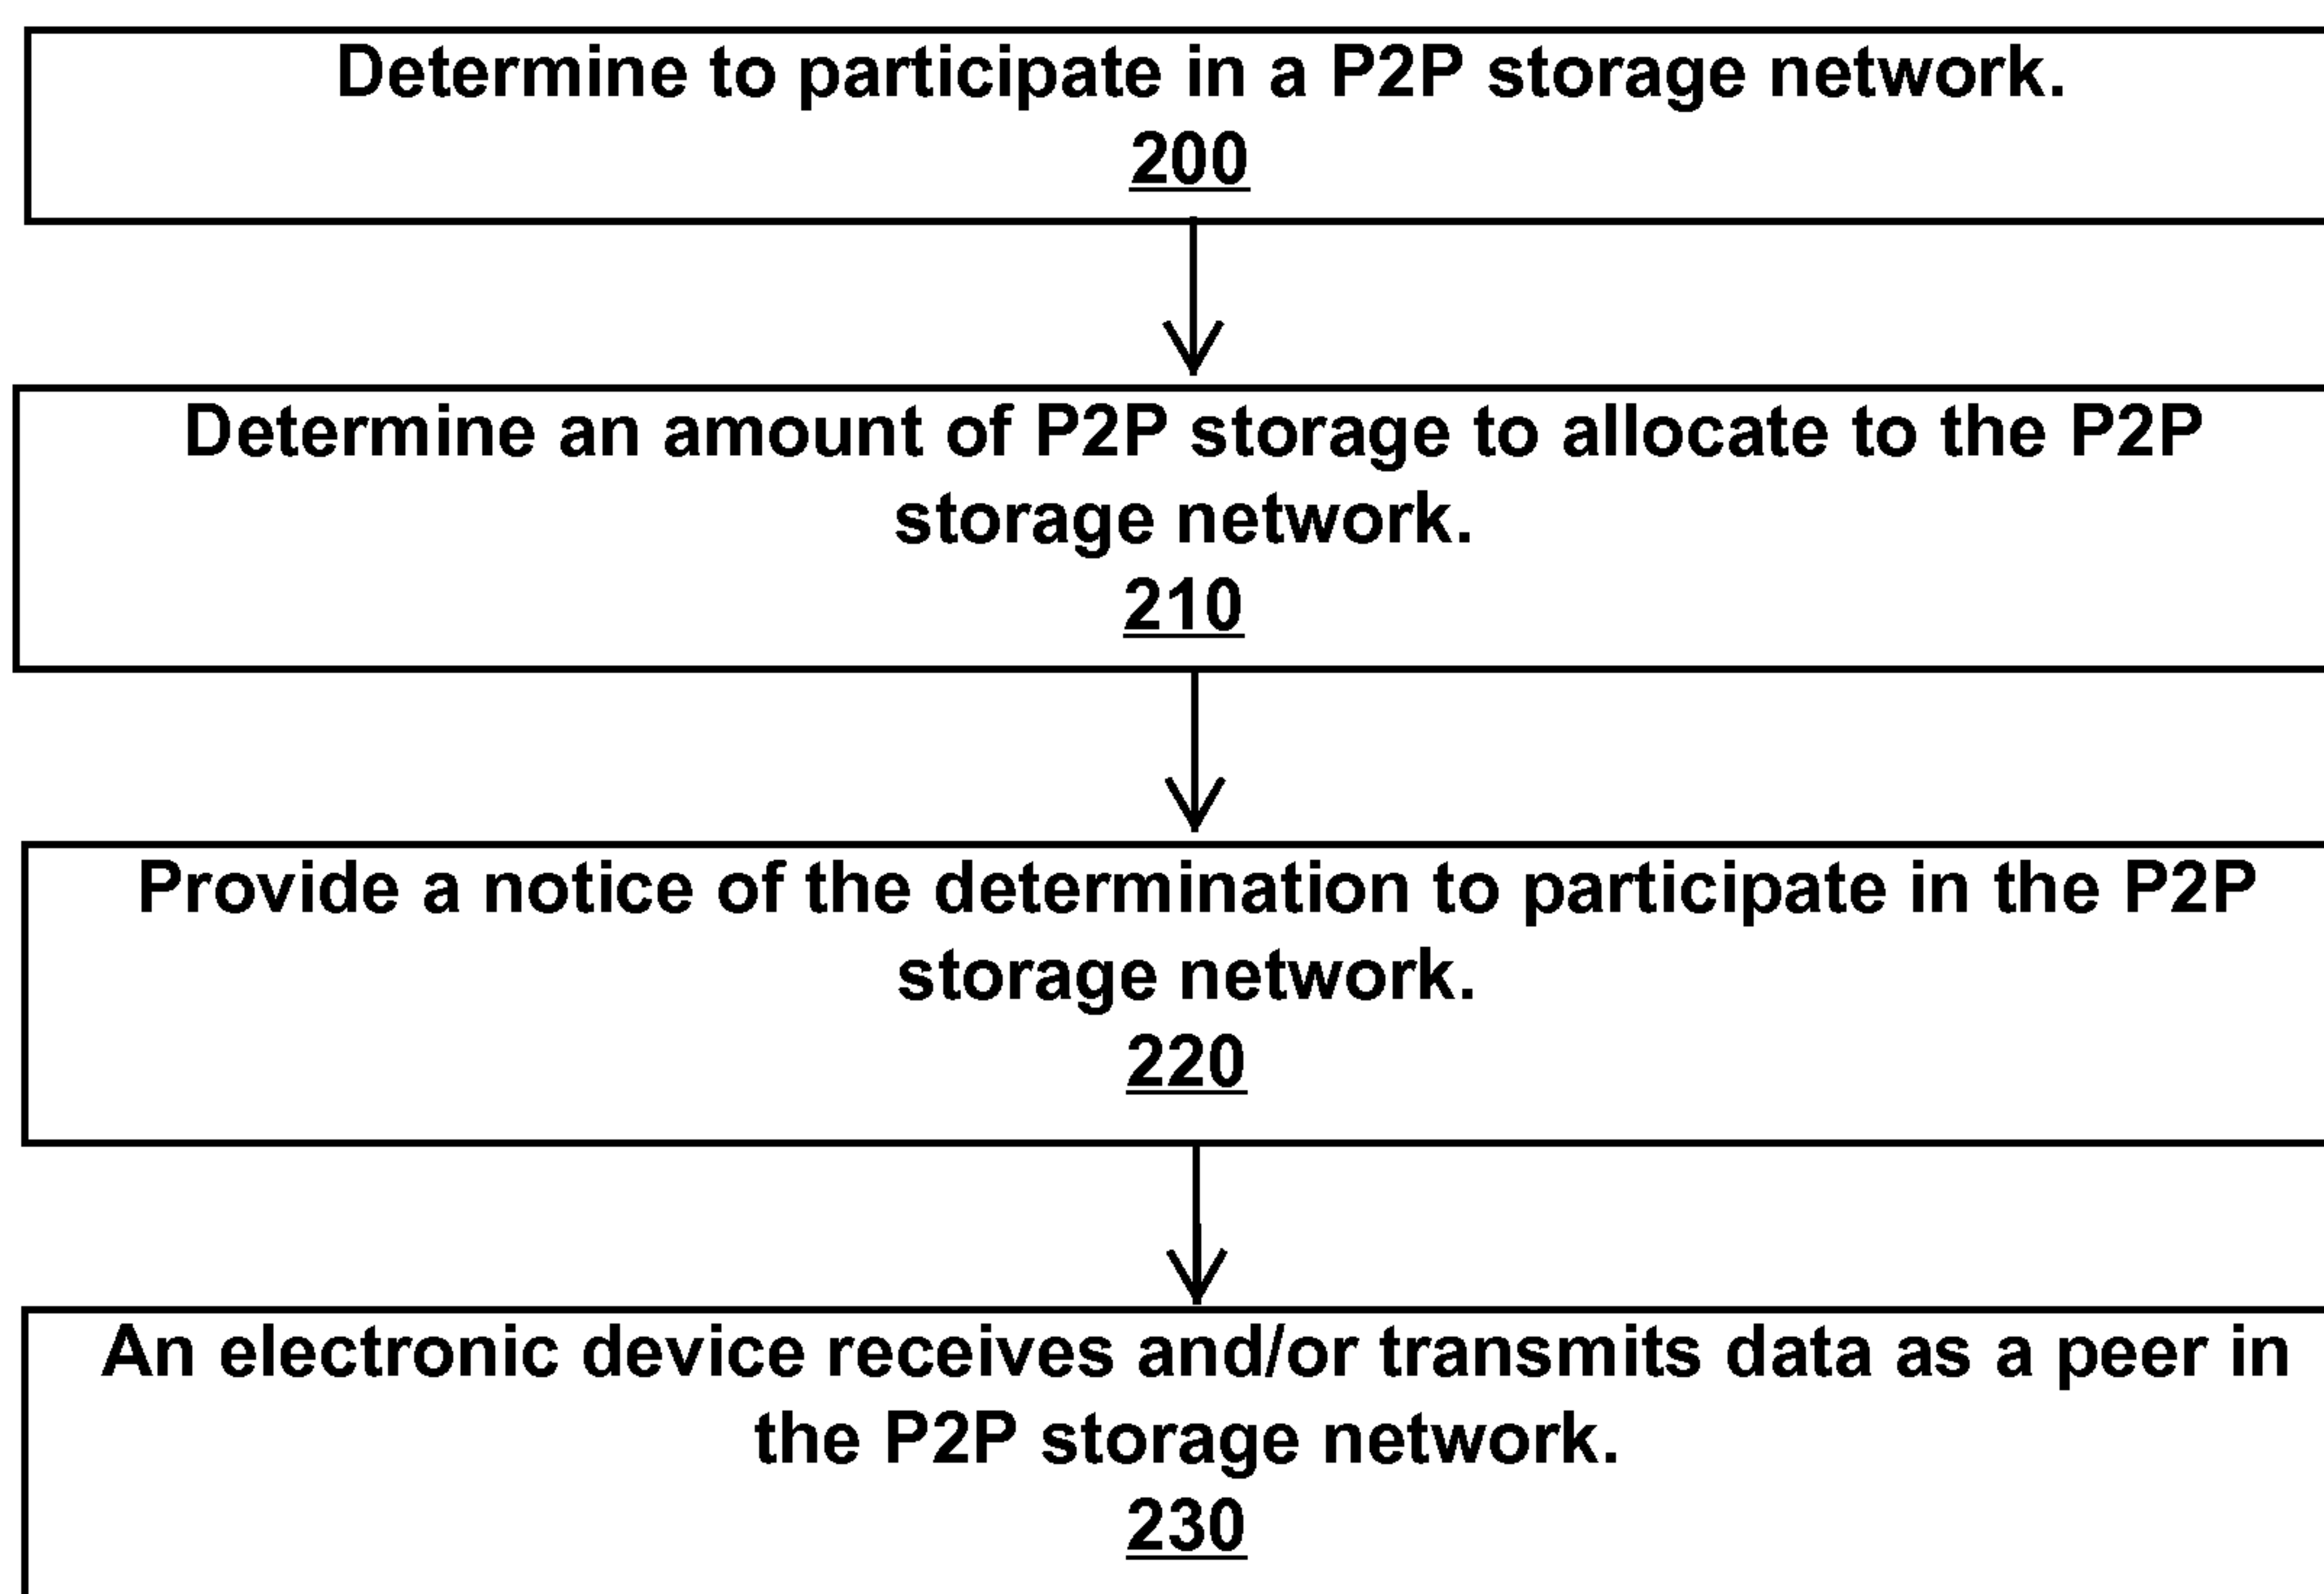 Determine to participate in a P2P storage network.
200
Determine an amount of P2P storage to allocate to the P2P
storage network.
210
Provide a notice of the determination to participate in the P2P
storage network.
220
An electronic device receives and/or transmits data as a peer in
the P2P storage network.
230